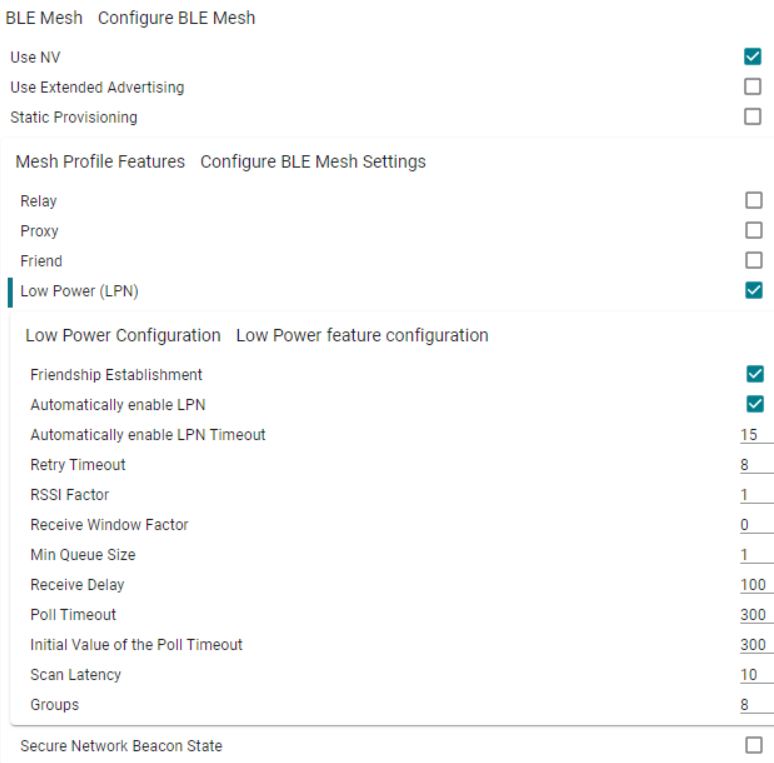 BLE Mesh Configure BLE Mesh
Use NV
Use Extended Advertising
Static Provisioning
Mesh Profile Features Configure BLE Mesh Settings
Relay
Proxy
Friend
Low Power (LPN)
Low Power Configuration Low Power feature configuration
Friendship Establishment
Automatically enable LPN
Automatically enable LPN Timeout 15
Retry Timeout 8
RSSI Factor 1
Receive Window Factor 0
Min Queue Size 1
Receive Delay 100
Poll Timeout 300
Initial Value of the Poll Timeout 300
Scan Latency 10
Groups 8
Secure Network Beacon State